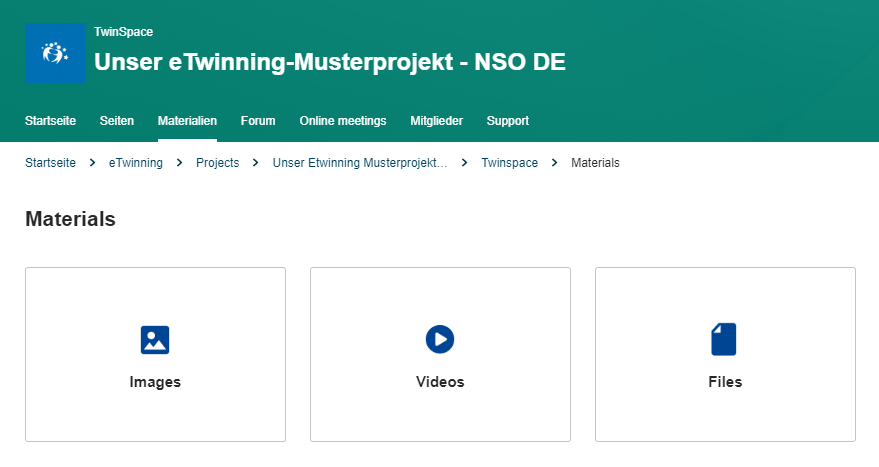 TwinSpace
Unser eTwinning-Musterprojekt - NSO DE
Startseite Seiten Materialien Forum Online meetings Mitglieder Support
Startseite > eTwinning > Projects > Unser Etwinning Musterprojekt... > Twinspace > Materials
Materials
Images Videos Files